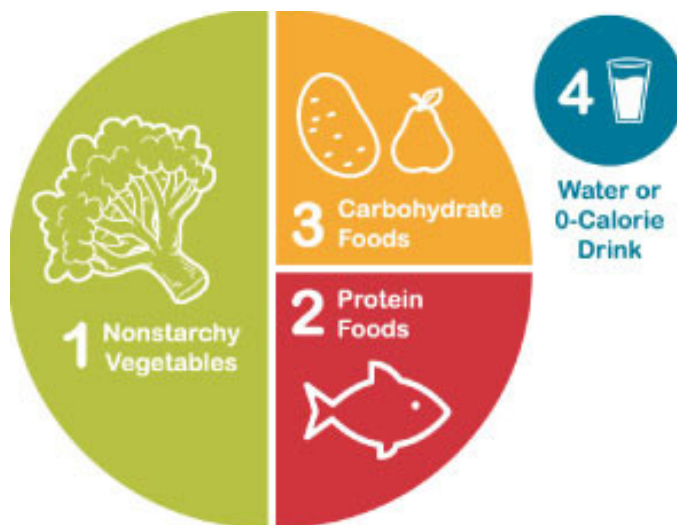 1 Nonstarchy
Vegetables
2 Protein
Foods
3 Carbohydrate
Foods
4
Water or
0-Calorie
Drink